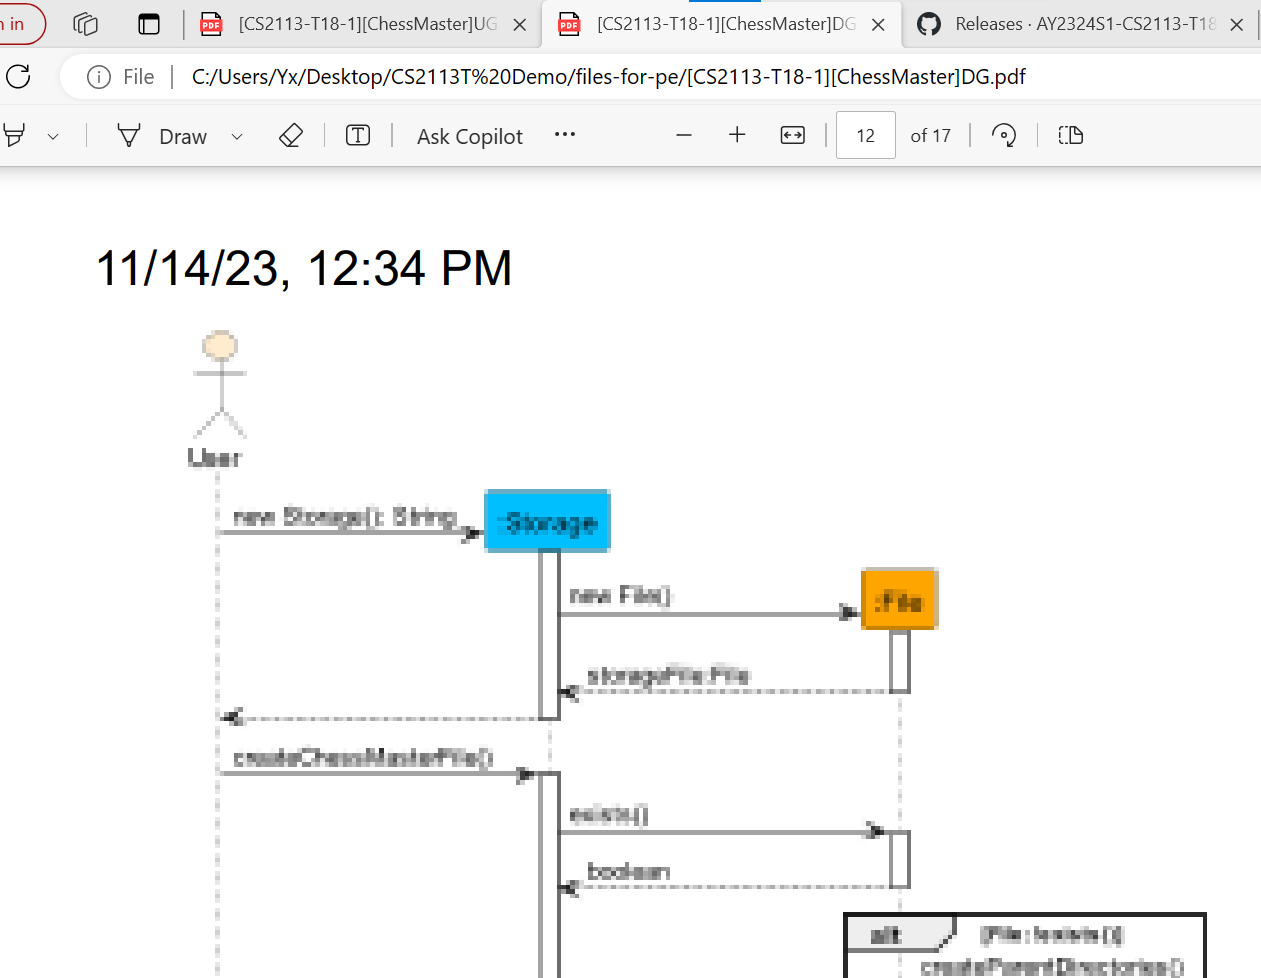 n in
[CS2113-T18-1][ChessMaster]UG
[CS2113-T18-1][ChessMaster]DG
Releases · AY2324S1-CS2113-T18
File
C:/Users/Yx/Desktop/CS2113T%20Demo/files-for-pe/[CS2113-T18-1][ChessMaster]DG.pdf
Draw
T
Ask Copilot
12
of 17
11/14/23, 12:34 PM
User
new Storage(): String
:Storage
new File()
:File
storageFile:File
createChessMasterFile()
exists()
boolean
alt
[File: !exists()]
createParentDirectories()